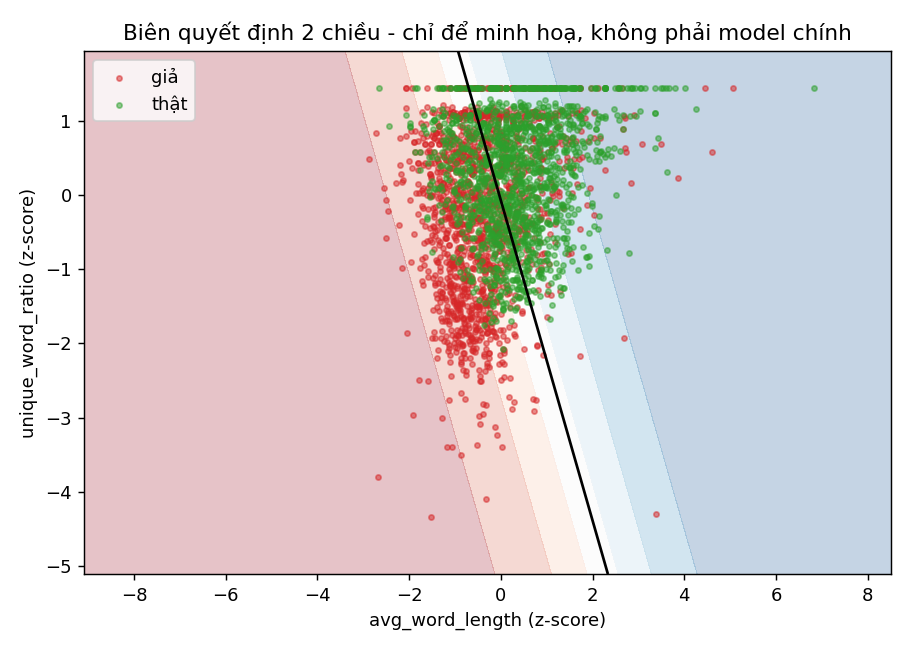 Biên quyết định 2 chiều - chỉ để minh hoạ, không phải model chính
giả
thật
unique_word_ratio (z-score)
1
0
−1
−2
−3
−4
−5
−8 −6 −4 −2 0 2 4 6 8
avg_word_length (z-score)